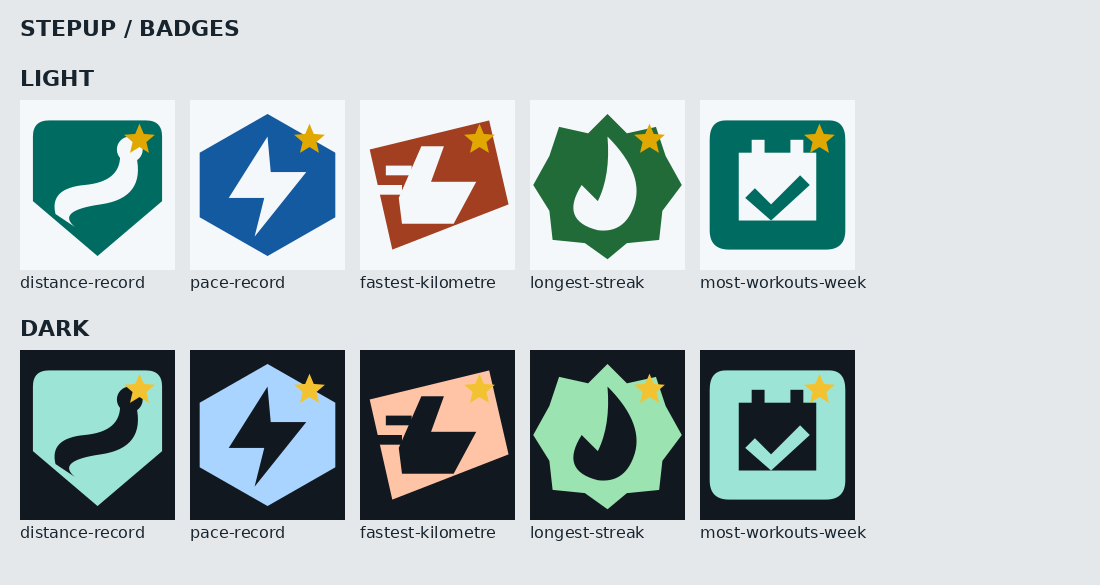 STEPUP / BADGES
LIGHT
distance-record
pace-record
fastest-kilometre
longest-streak
most-workouts-week
DARK
distance-record
pace-record
fastest-kilometre
longest-streak
most-workouts-week